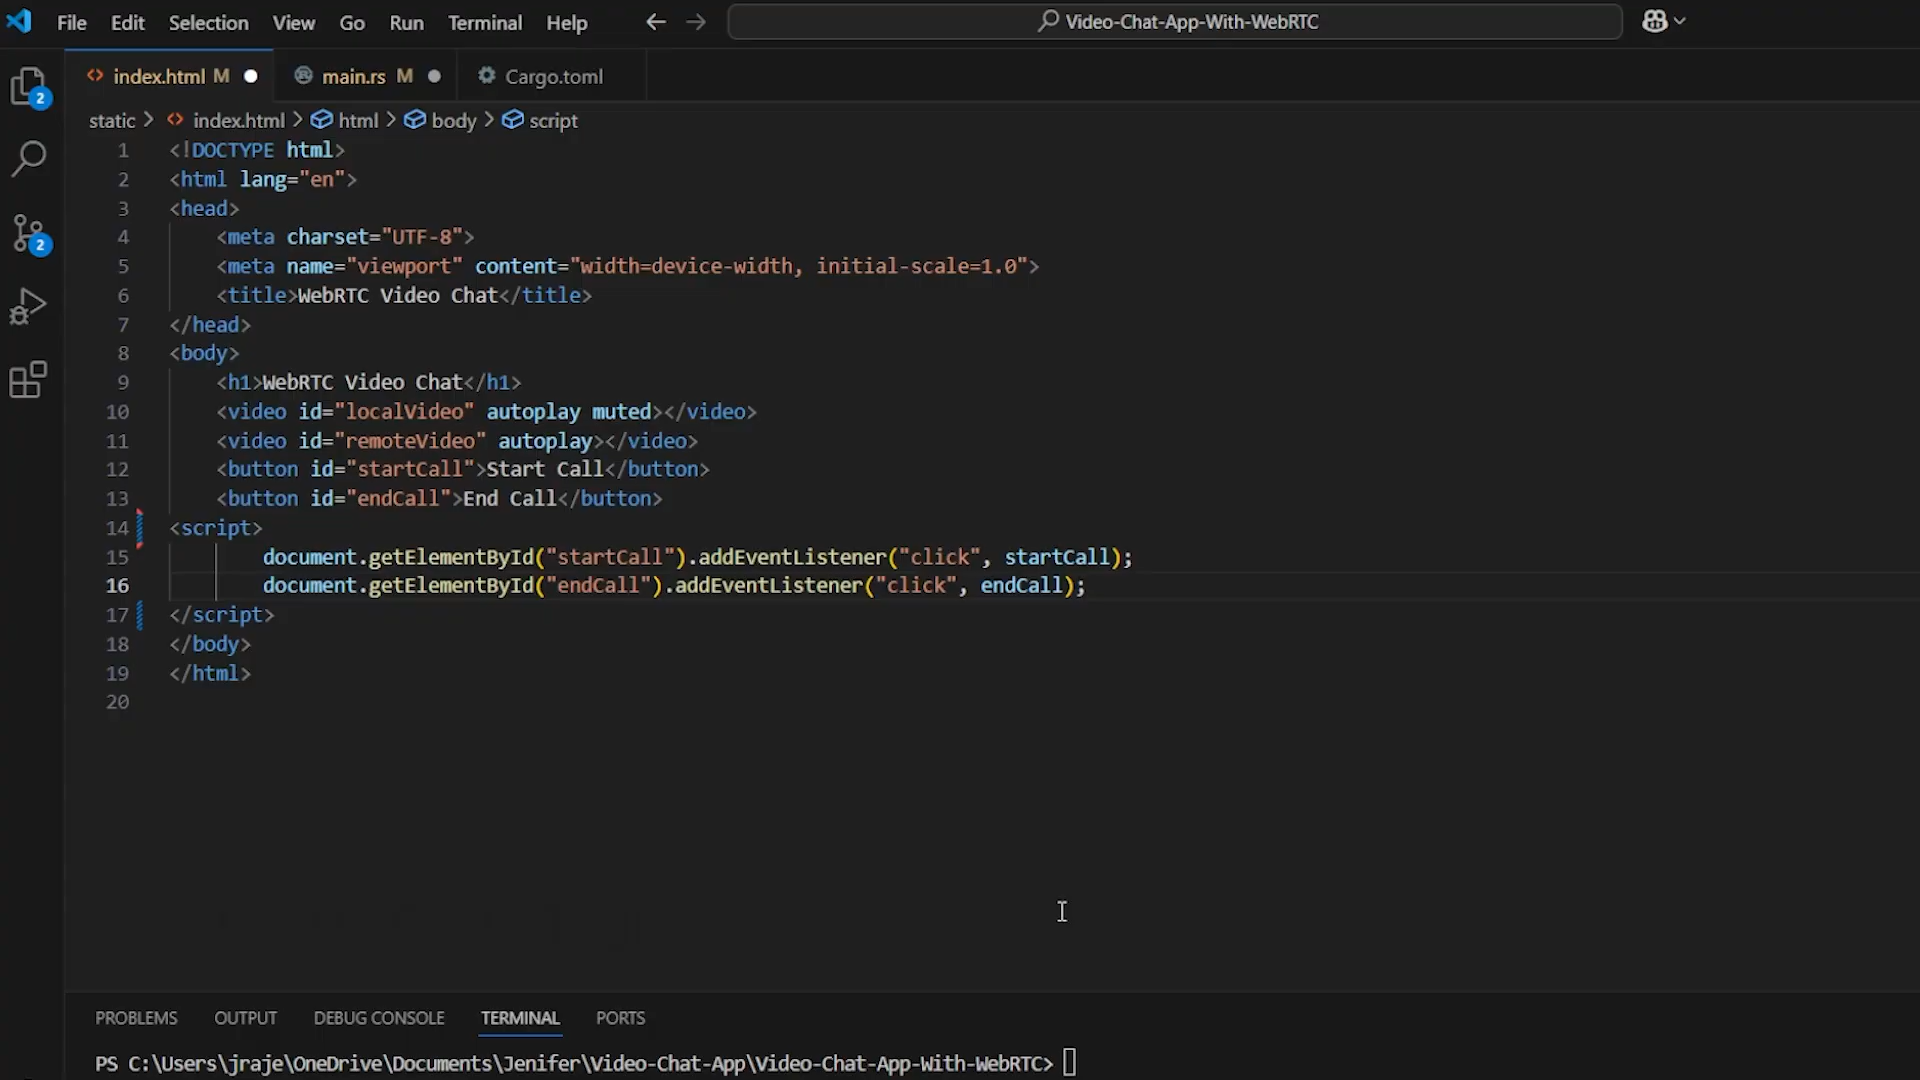 File Edit Selection View Go Run Terminal Help Video-Chat-App-With-WebRTC
index.html M main.rs M Cargo.toml
2
static > index.html > html > body > script
1 <!DOCTYPE html>
2 <html lang="en">
3 <head>
4 <meta charset="UTF-8">
5 <meta name="viewport" content="width=device-width, initial-scale=1.0">
6 <title>WebRTC Video Chat</title>
7 </head>
8 <body>
9 <h1>WebRTC Video Chat</h1>
10 <video id="localVideo" autoplay muted></video>
11 <video id="remoteVideo" autoplay></video>
12 <button id="startCall">Start Call</button>
13 <button id="endCall">End Call</button>
14 <script>
15 document.getElementById("startCall").addEventListener("click", startCall);
16 document.getElementById("endCall").addEventListener("click", endCall);
17 </script>
18 </body>
19 </html>
20
2
PROBLEMS OUTPUT DEBUG CONSOLE TERMINAL PORTS
PS C:\Users\jraje\OneDrive\Documents\Jenifer\Video-Chat-App\Video-Chat-App-With-WebRTC>